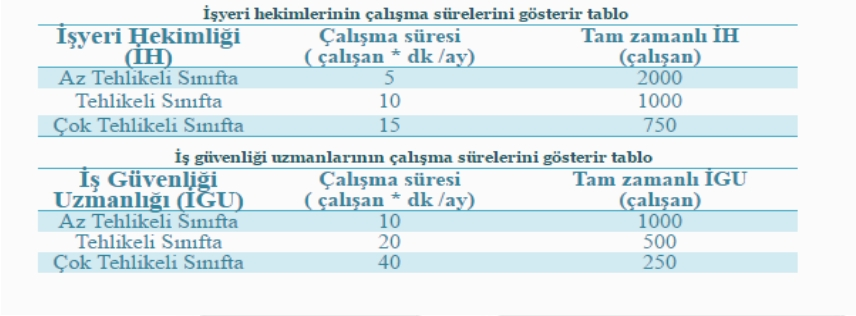 İşyeri hekimlerinin çalışma sürelerini gösterir tablo
İşyeri Hekimliği (İH) Çalışma süresi ( çalışan * dk /ay) Tam zamanlı İH (çalışan)
Az Tehlikeli Sınıfta 5 2000
Tehlikeli Sınıfta 10 1000
Çok Tehlikeli Sınıfta 15 750
İş güvenliği uzmanlarının çalışma sürelerini gösterir tablo
İş Güvenliği Uzmanlığı (İGU) Çalışma süresi ( çalışan * dk /ay) Tam zamanlı İGU (çalışan)
Az Tehlikeli Sınıfta 10 1000
Tehlikeli Sınıfta 20 500
Çok Tehlikeli Sınıfta 40 250